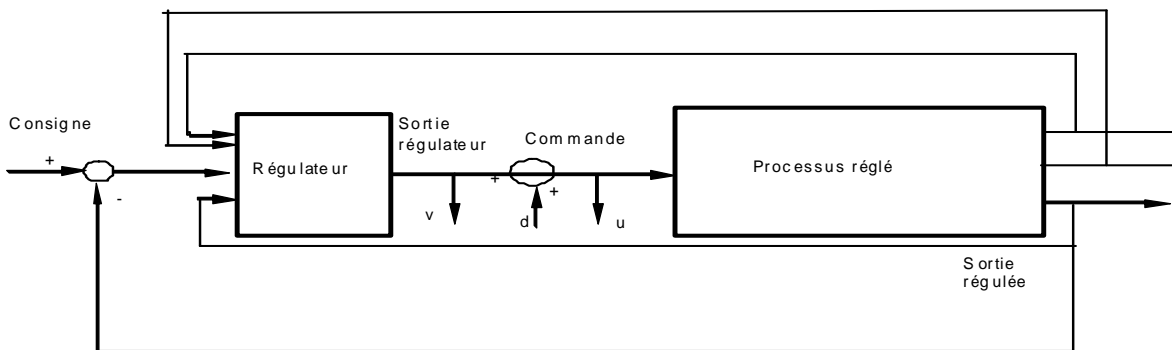 Consigne
+
-
Régulateur
Sortie
régulateur
v
+
Commande
+
d
u
Processus réglé
Sortie
régulée